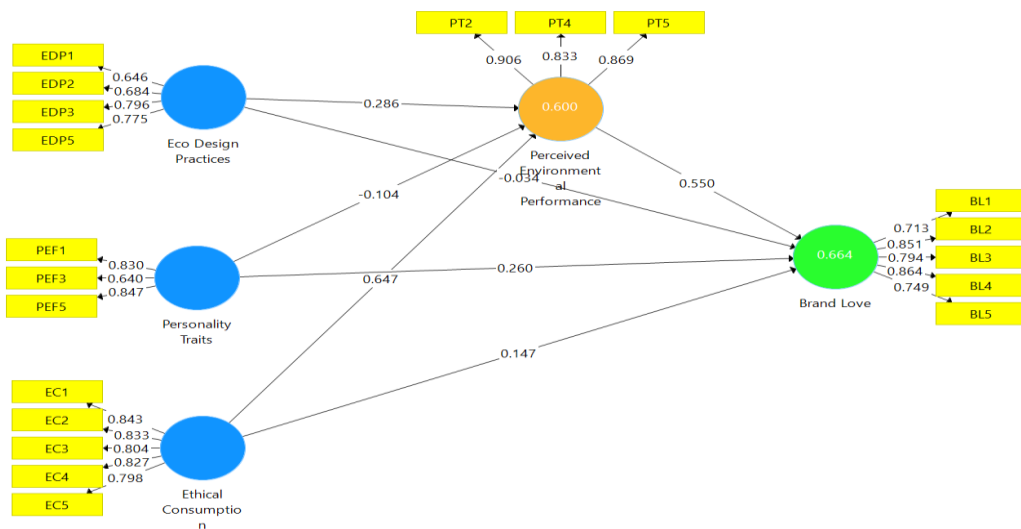 PT2
PT4
PT5
0.906
0.833
0.869
EDP1
EDP2
EDP3
EDP5
0.646
0.684
0.796
0.775
Eco Design
Practices
0.286
0.600
Perceived
Environment
al
Performance
-0.034
-0.104
0.550
PEF1
PEF3
PEF5
0.830
0.640
0.847
Personality
Traits
0.647
0.260
0.664
Brand Love
BL1
BL2
BL3
BL4
BL5
0.713
0.851
0.794
0.864
0.749
0.147
EC1
EC2
EC3
EC4
EC5
0.843
0.833
0.804
0.827
0.798
Ethical
Consumptio
n